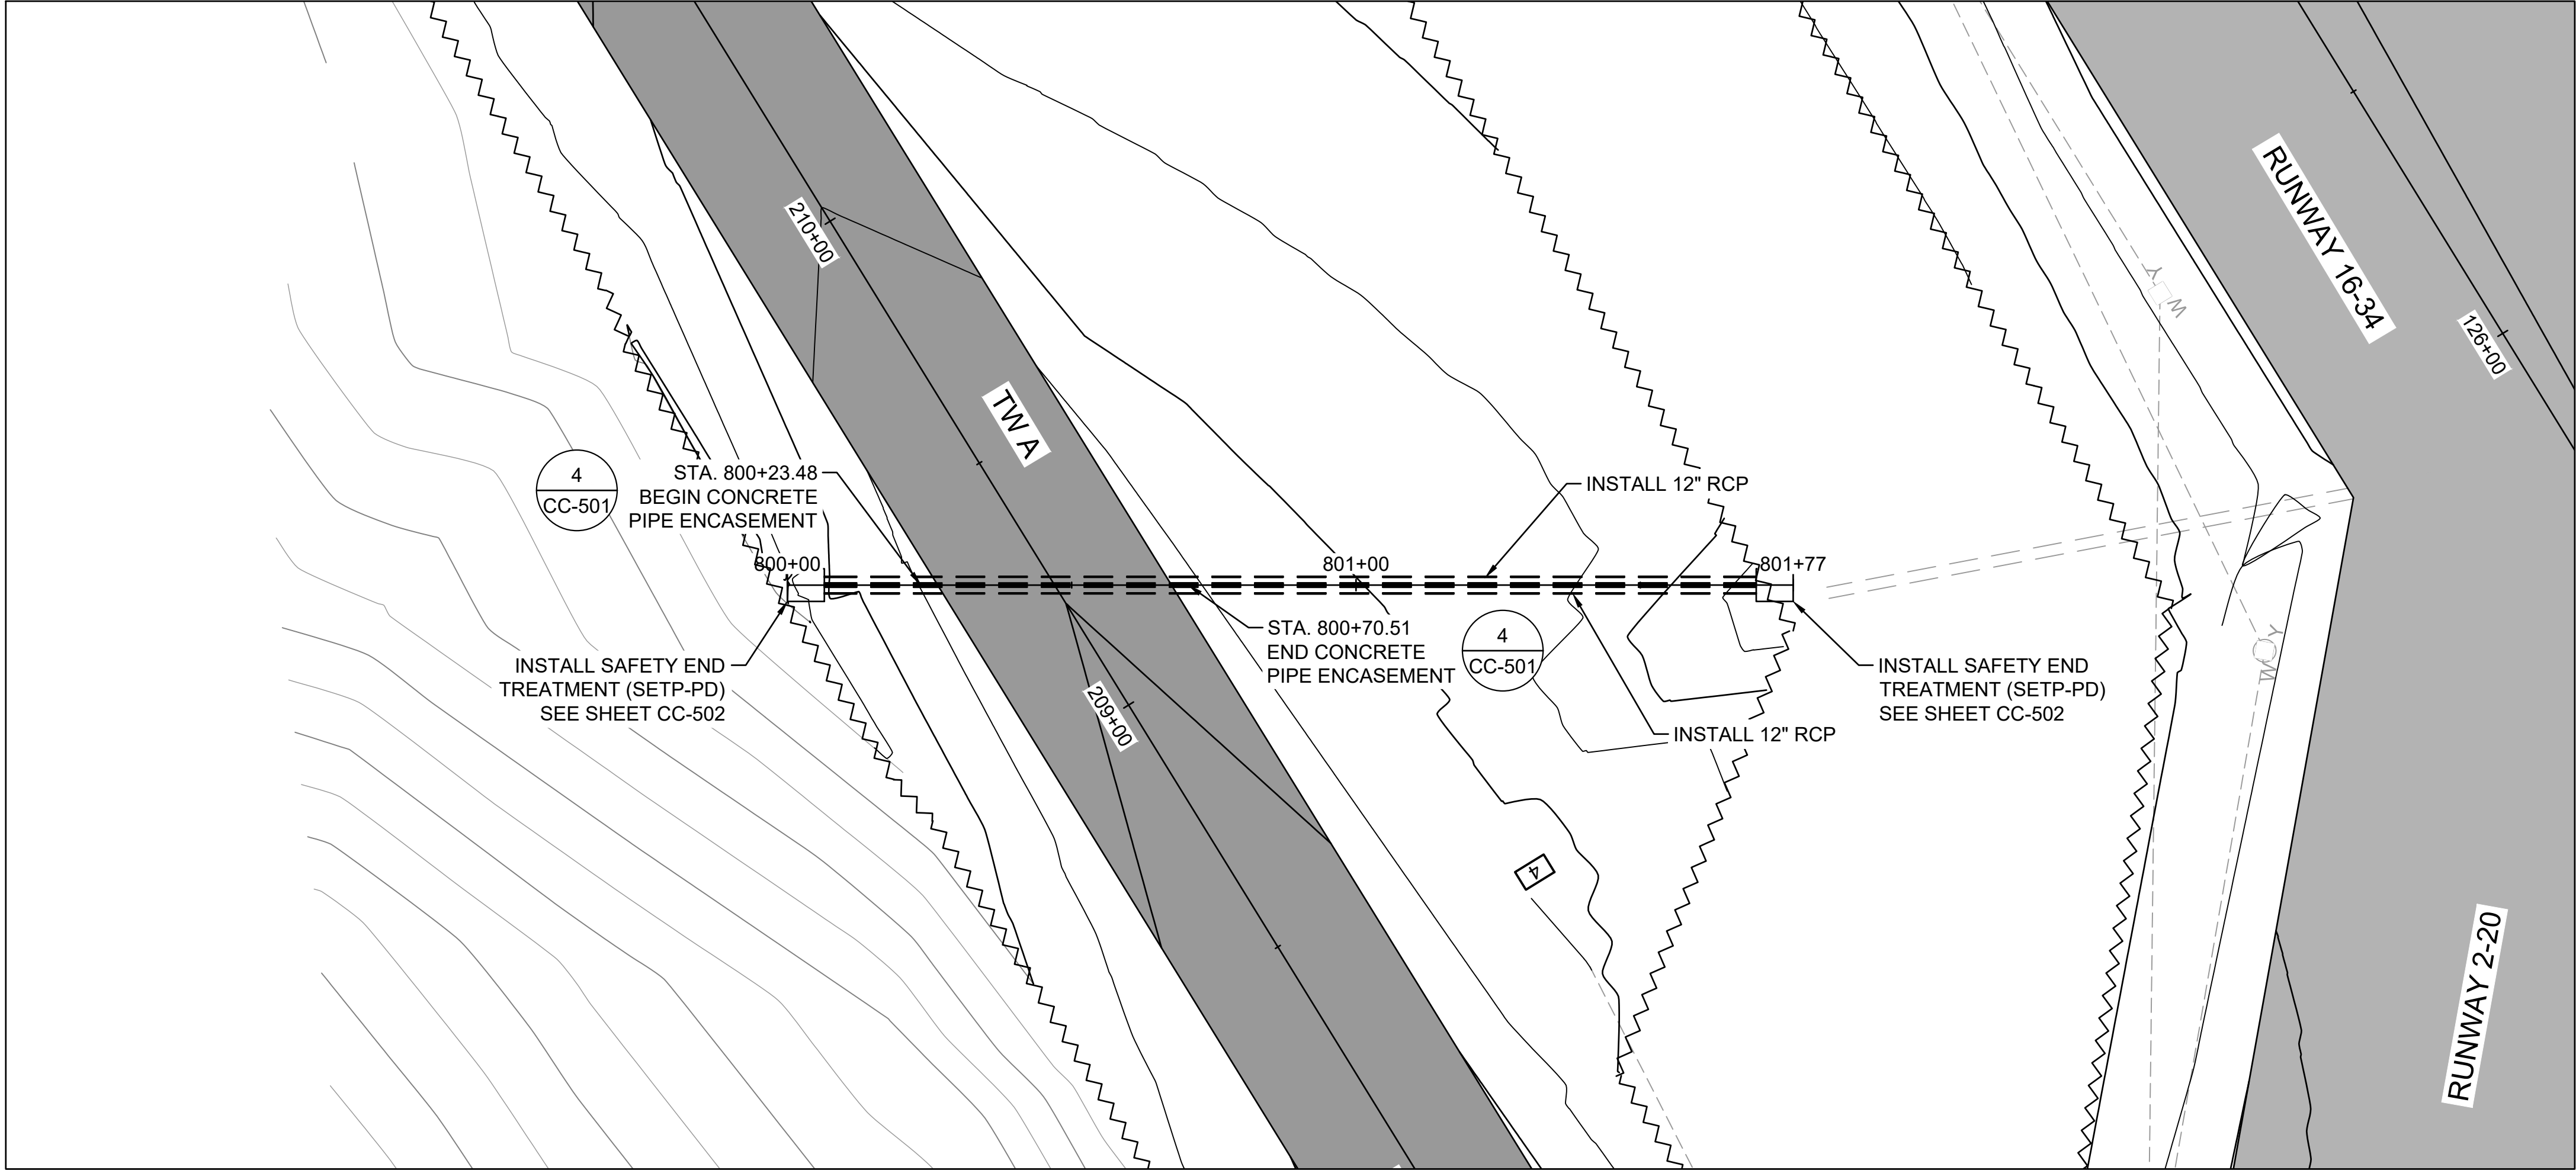 RUNWAY 16-34
126+00
210+00
TW A
4
CC-501
STA. 800+23.48
BEGIN CONCRETE
PIPE ENCASEMENT
INSTALL 12" RCP
800+00
801+00
801+77
STA. 800+70.51
END CONCRETE
PIPE ENCASEMENT
4
CC-501
INSTALL SAFETY END
TREATMENT (SETP-PD)
SEE SHEET CC-502
INSTALL SAFETY END
TREATMENT (SETP-PD)
SEE SHEET CC-502
209+00
INSTALL 12" RCP
4
RUNWAY 2-20
Y
W
Y
W